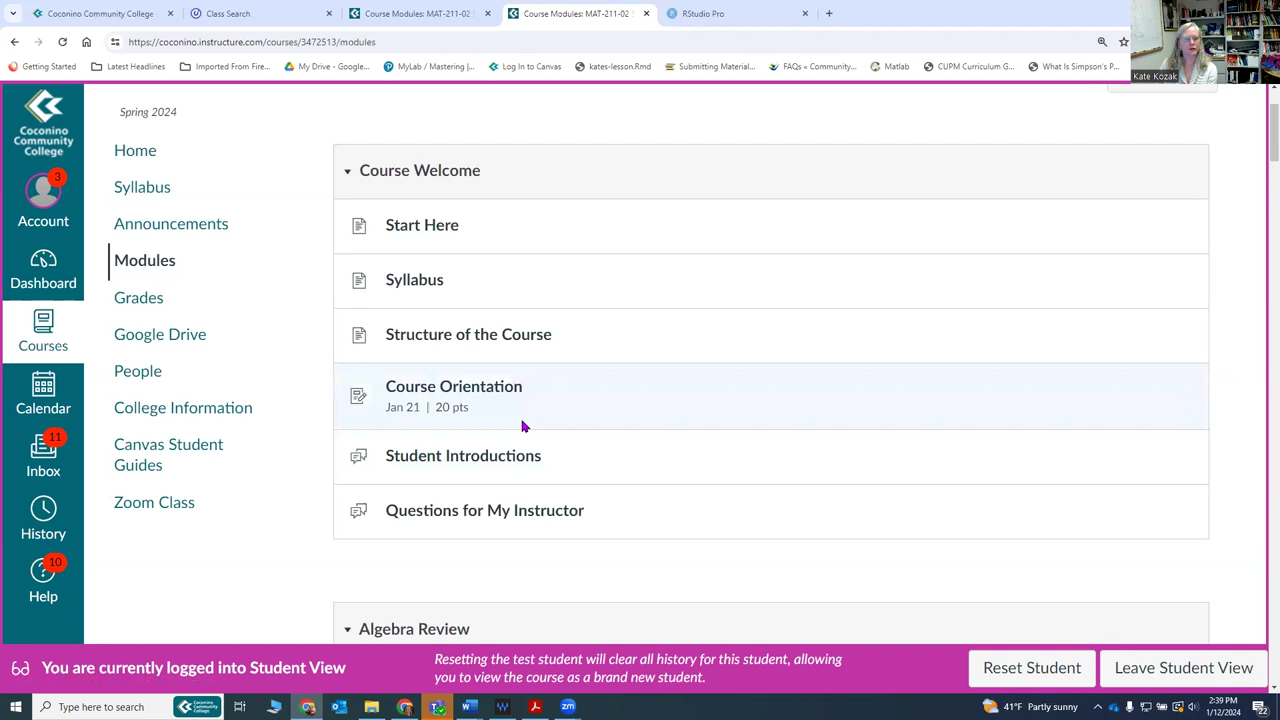 Coconino Community College
Class Search
Course Modules: MAT-211-02
Course Modules: MAT-211-02
RStudio Pro
https://coconino.instructure.com/courses/3472513/modules
Getting Started
Latest Headlines
Imported From Fire...
My Drive - Google...
MyLab / Mastering |...
Log In to Canvas
kates-lesson.Rmd
Submitting Material...
FAQs « Community...
Matlab
CUPM Curriculum G...
What Is Simpson's P...
Kate Kozak
Coconino
Community
College
3
Account
Dashboard
Courses
Calendar
11
Inbox
History
10
Help
Spring 2024
Home
Syllabus
Announcements
Modules
Grades
Google Drive
People
College Information
Canvas Student
Guides
Zoom Class
Course Welcome
Start Here
Syllabus
Structure of the Course
Course Orientation
Jan 21 | 20 pts
Student Introductions
Questions for My Instructor
Algebra Review
You are currently logged into Student View
Resetting the test student will clear all history for this student, allowing
you to view the course as a brand new student.
Reset Student
Leave Student View
Type here to search
Coconino
Community
College
41°F Partly sunny
2:39 PM
1/12/2024
22